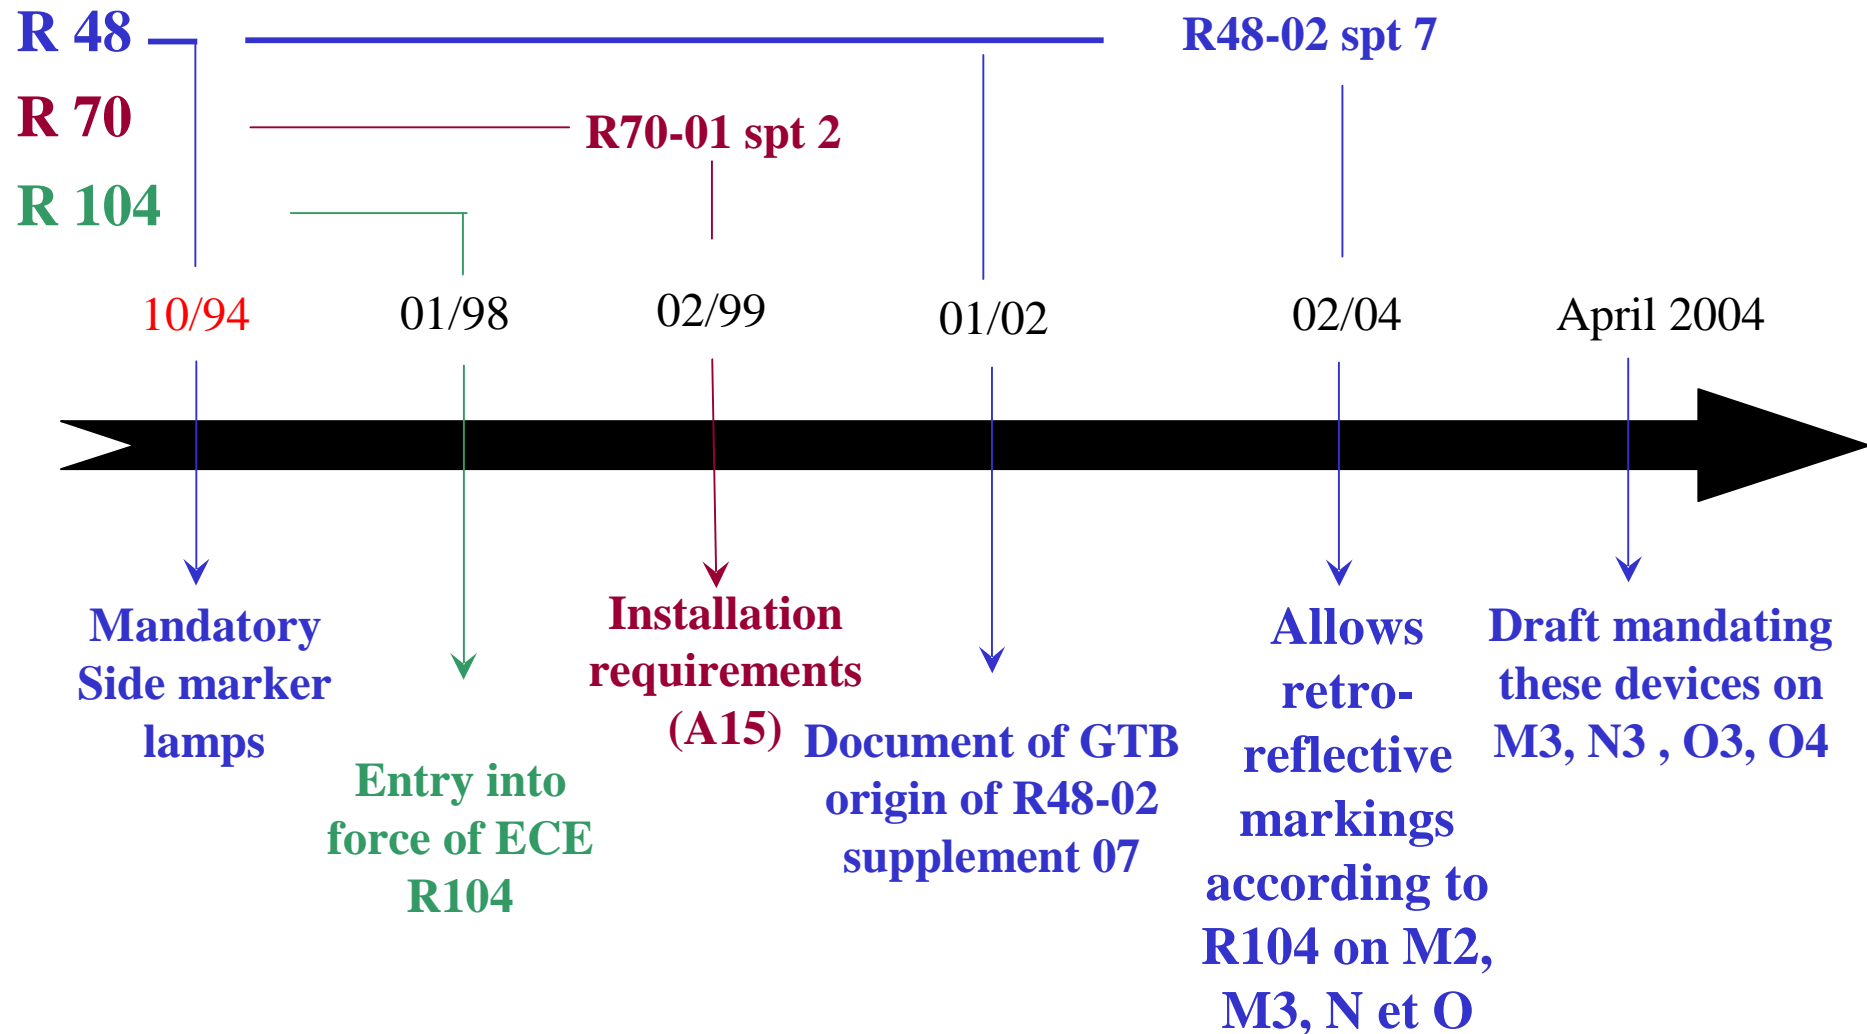 R 48
R48-02 spt 7
R 70
R70-01 spt 2
R 104
10/94
01/98
02/99
01/02
02/04
April 2004
Mandatory
Side marker
lamps
Entry into
force of ECE
R104
Installation
requirements
(A15)
Document of GTB
origin of R48-02
supplement 07
Allows
retro-
reflective
markings
according to
R104 on M2,
M3, N et O
Draft mandating
these devices on
M3, N3 , O3, O4